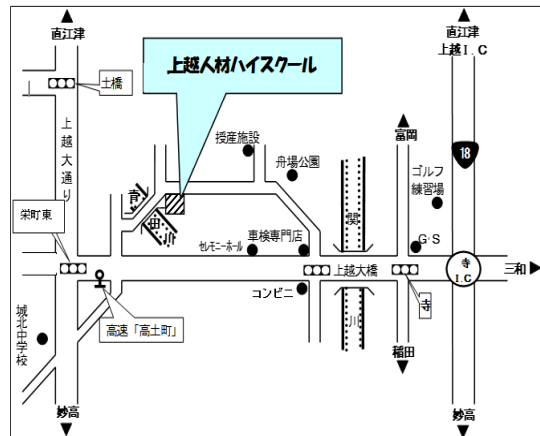 直江津
直江津
上越I.C
上越人材ハイスクール
土橋
上越大通り
授産施設
舟場公園
富岡
18
ゴルフ
練習場
青
田
川
関
川
栄町東
セレモニーホール
車検専門店
G・S
上越大橋
寺
I.C
三和
コンビニ
寺
高速「高土町」
城北中学校
稲田
妙高
妙高